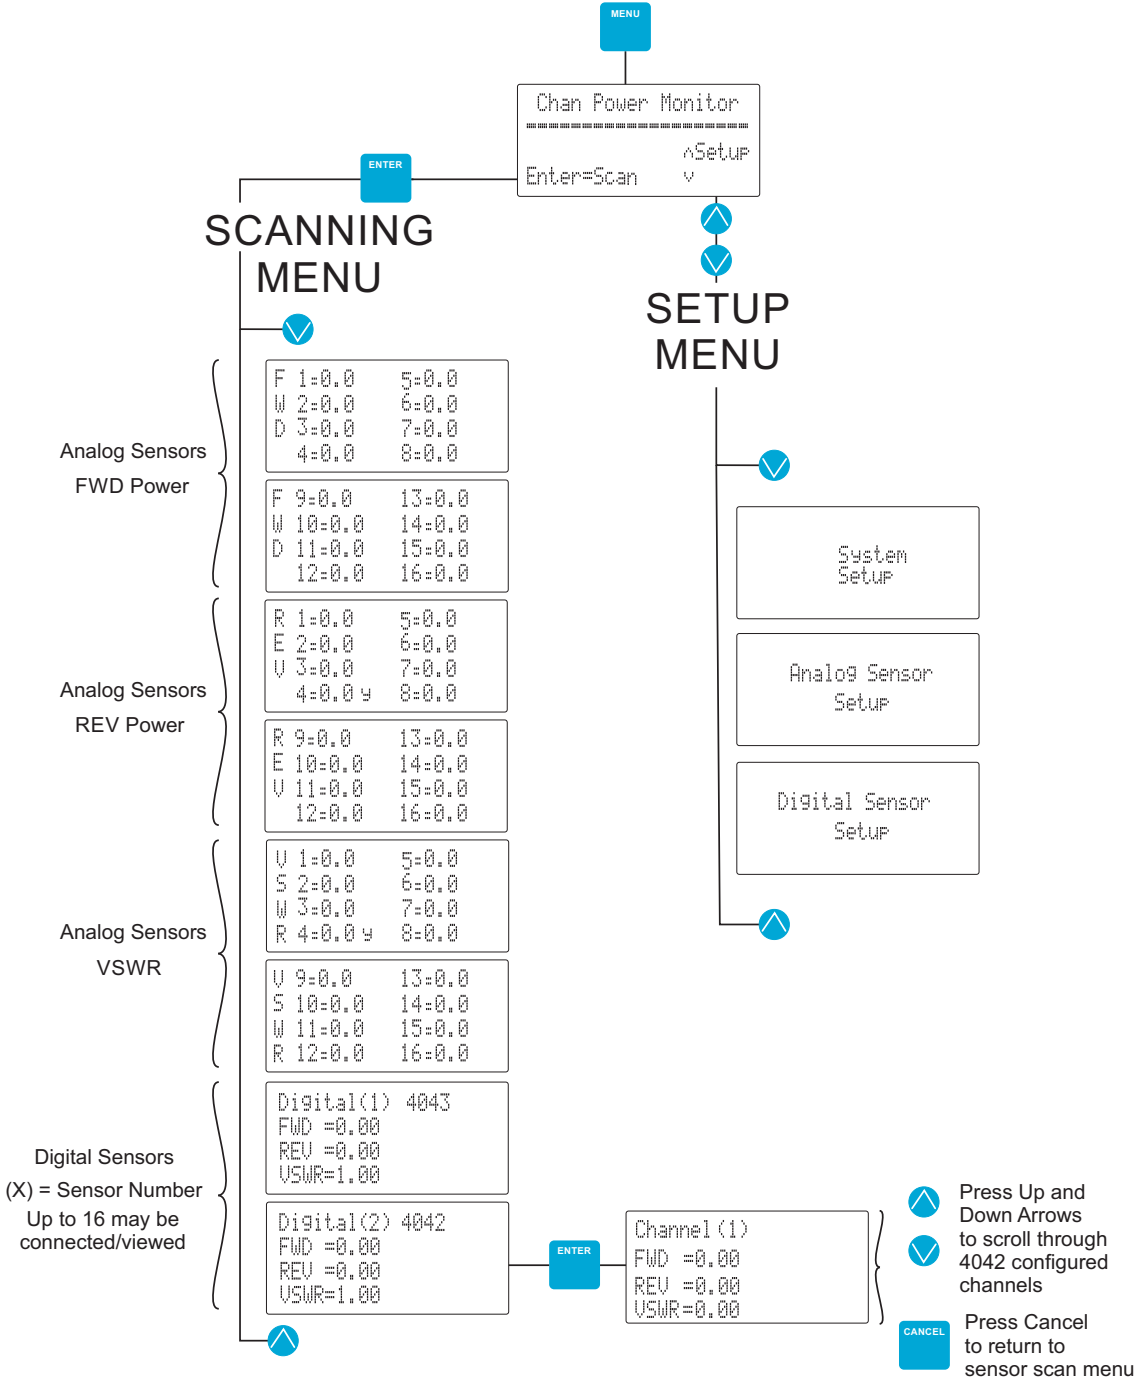 MENU
Chan Power Monitor
--------------------
^Setup
Enter=Scan v
ENTER
SCANNING
MENU
SETUP
MENU
Analog Sensors
FWD Power
F 1=0.0 5=0.0
W 2=0.0 6=0.0
D 3=0.0 7=0.0
4=0.0 8=0.0
F 9=0.0 13=0.0
W 10=0.0 14=0.0
D 11=0.0 15=0.0
12=0.0 16=0.0
Analog Sensors
REV Power
R 1=0.0 5=0.0
E 2=0.0 6=0.0
V 3=0.0 7=0.0
4=0.0 y 8=0.0
R 9=0.0 13=0.0
E 10=0.0 14=0.0
V 11=0.0 15=0.0
12=0.0 16=0.0
Analog Sensors
VSWR
V 1=0.0 5=0.0
S 2=0.0 6=0.0
W 3=0.0 7=0.0
R 4=0.0 y 8=0.0
V 9=0.0 13=0.0
S 10=0.0 14=0.0
W 11=0.0 15=0.0
R 12=0.0 16=0.0
Digital Sensors
(X) = Sensor Number
Up to 16 may be
connected/viewed
Digital(1) 4043
FWD =0.00
REV =0.00
VSWR=1.00
Digital(2) 4042
FWD =0.00
REV =0.00
VSWR=1.00
ENTER
Channel(1)
FWD =0.00
REV =0.00
VSWR=0.00
System
Setup
Analog Sensor
Setup
Digital Sensor
Setup
Press Up and
Down Arrows
to scroll through
4042 configured
channels
CANCEL
Press Cancel
to return to
sensor scan menu